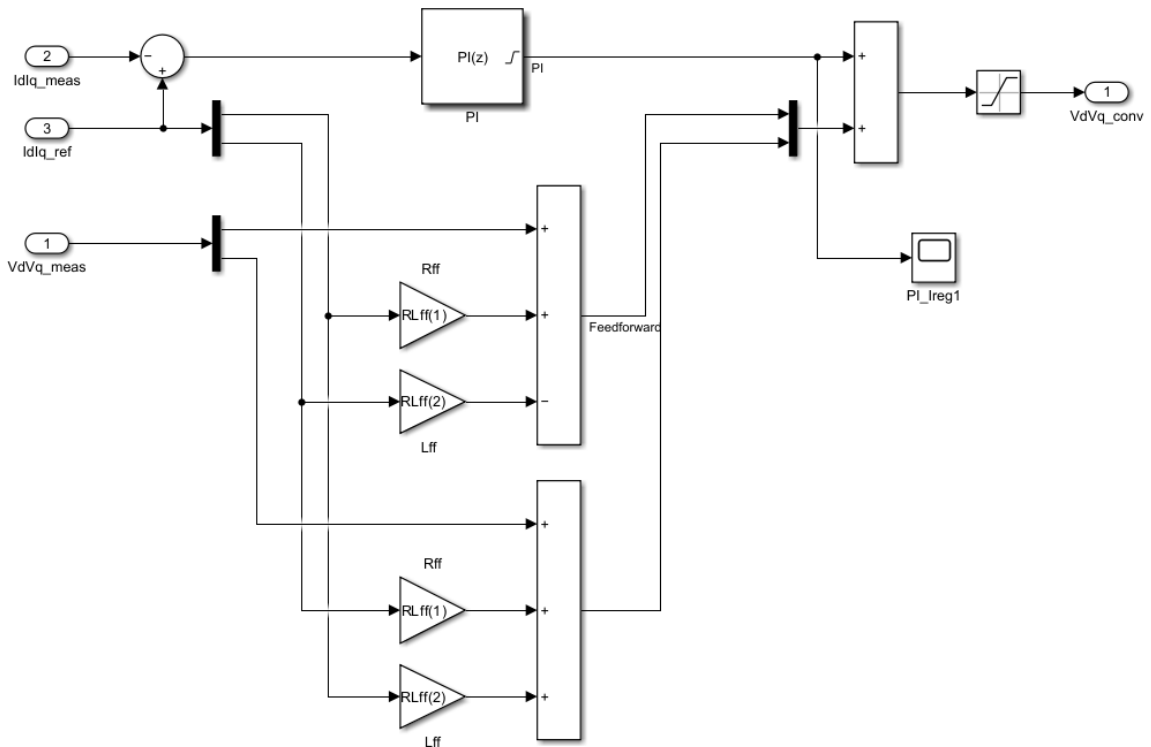 2
IdIq_meas
−
+
PI(z)
PI
PI
+
+
1
VdVq_conv
3
IdIq_ref
1
VdVq_meas
PI_Ireg1
+
Rff
RLff(1)
+
Feedforward
RLff(2)
−
Lff
+
Rff
RLff(1)
+
RLff(2)
+
Lff